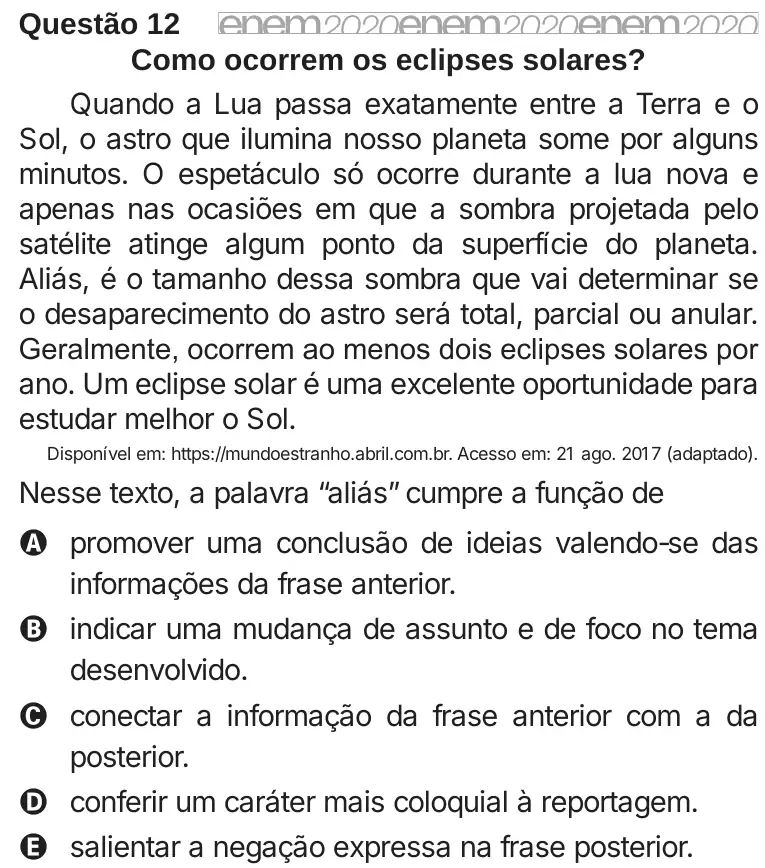 Questão 12 enem2020enem2020enem2020
Como ocorrem os eclipses solares?
Quando a Lua passa exatamente entre a Terra e o
Sol, o astro que ilumina nosso planeta some por alguns
minutos. O espetáculo só ocorre durante a lua nova e
apenas nas ocasiões em que a sombra projetada pelo
satélite atinge algum ponto da superfície do planeta.
Aliás, é o tamanho dessa sombra que vai determinar se
o desaparecimento do astro será total, parcial ou anular.
Geralmente, ocorrem ao menos dois eclipses solares por
ano. Um eclipse solar é uma excelente oportunidade para
estudar melhor o Sol.
Disponível em: https://mundoestranho.abril.com.br. Acesso em: 21 ago. 2017 (adaptado).
Nesse texto, a palavra “aliás” cumpre a função de
A promover uma conclusão de ideias valendo-se das
informações da frase anterior.
B indicar uma mudança de assunto e de foco no tema
desenvolvido.
C conectar a informação da frase anterior com a da
posterior.
D conferir um caráter mais coloquial à reportagem.
E salientar a negação expressa na frase posterior.